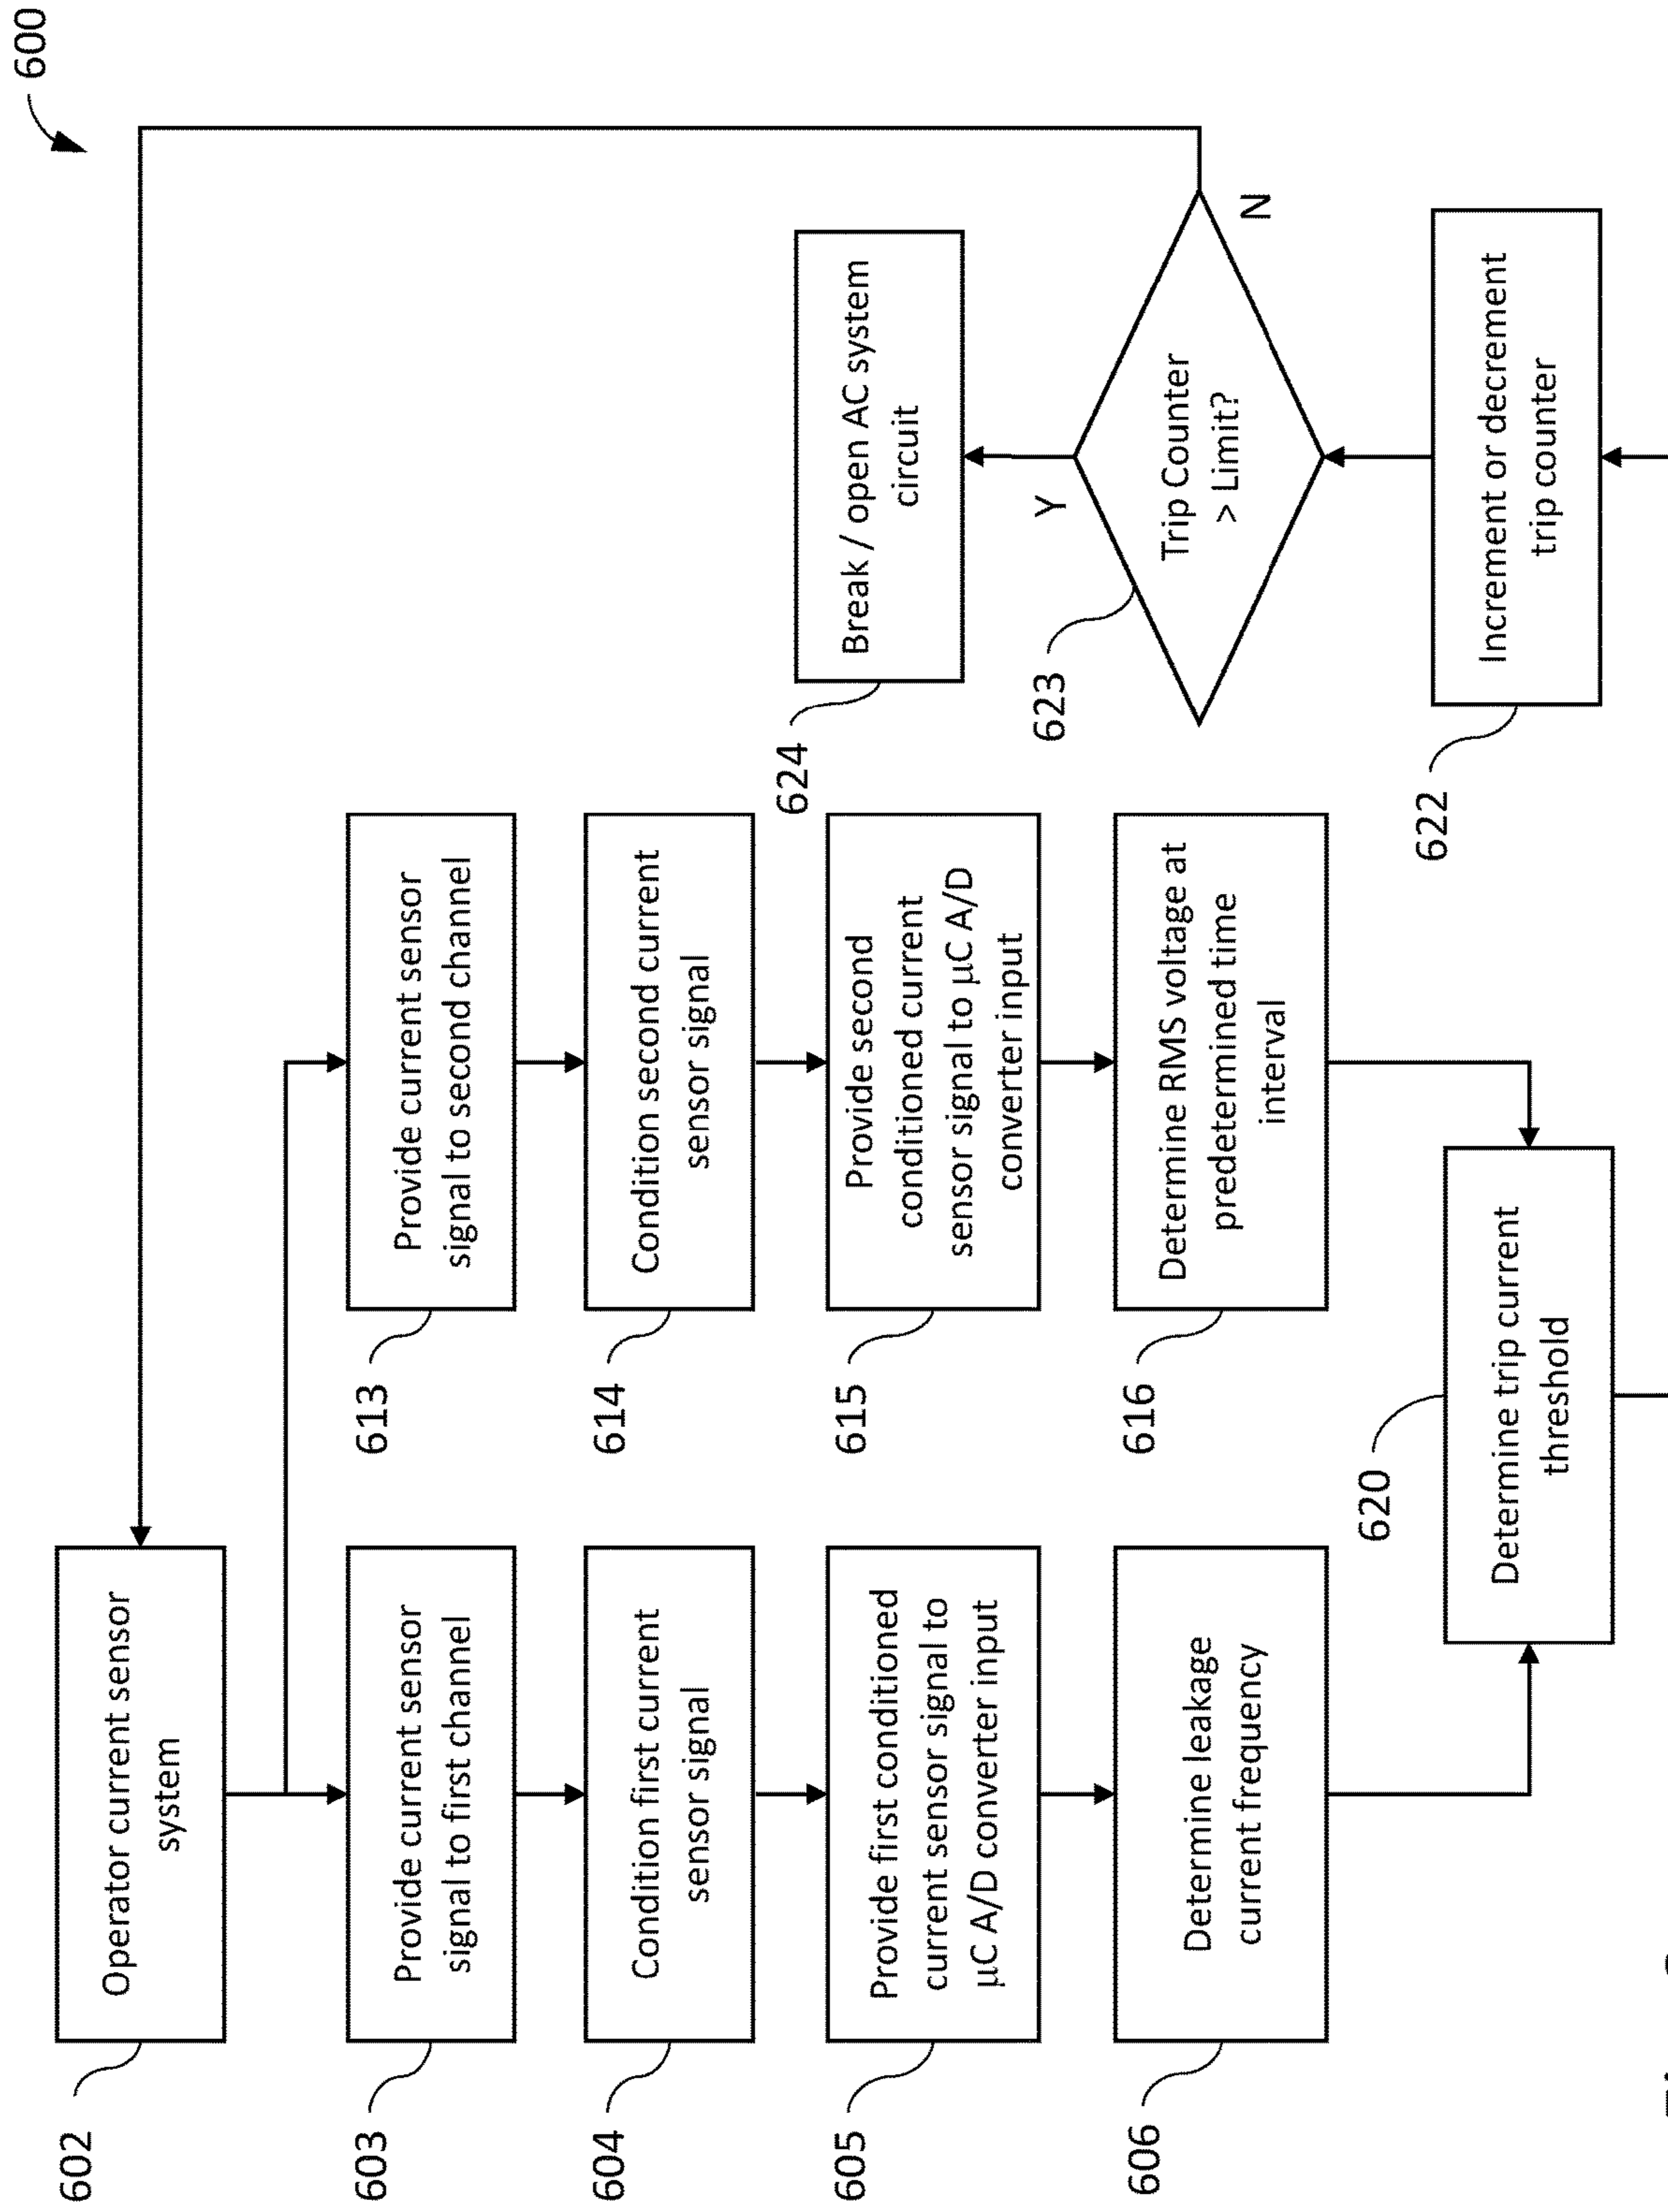 600
602
Operator current sensor
system
603
Provide current sensor
signal to first channel
604
Condition first current
sensor signal
605
Provide first conditioned
current sensor signal to
µC A/D converter input
606
Determine leakage
current frequency
613
Provide current sensor
signal to second channel
614
Condition second current
sensor signal
615
Provide second
conditioned current
sensor signal to µC A/D
converter input
616
Determine RMS voltage at
predetermined time
interval
620
Determine trip current
threshold
624
Break / open AC system
circuit
Y
623
Trip Counter
> Limit?
N
622
Increment or decrement
trip counter